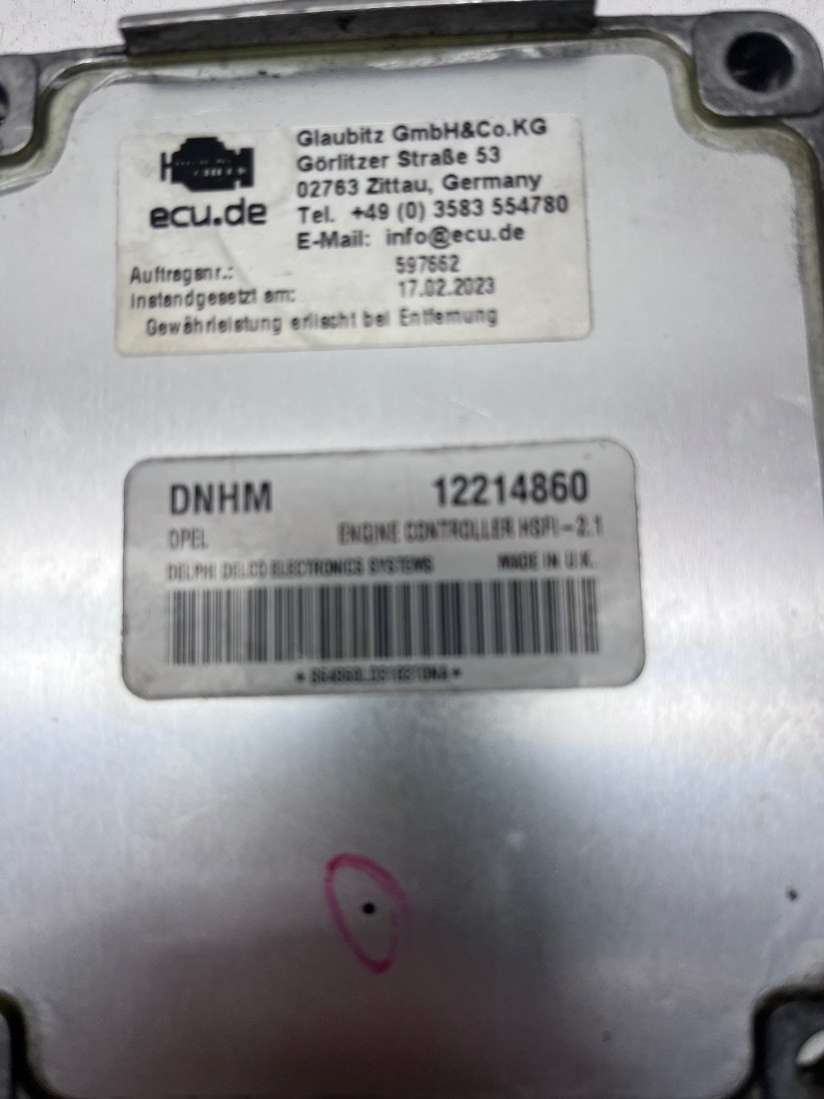 Glaubitz GmbH&Co.KG
Görlitzer Straße 53
02763 Zittau, Germany
ecu.de
Tel. +49 (0) 3583 554780
E-Mail: info@ecu.de
Auftragsnr.: 597662
Instandgesetzt am: 17.02.2023
Gewährleistung erlischt bei Entfernung
DNHM 12214860
OPEL ENGINE CONTROLLER HSFI-2.1
DELPHI DELCO ELECTRONICS SYSTEMS MADE IN U.K.